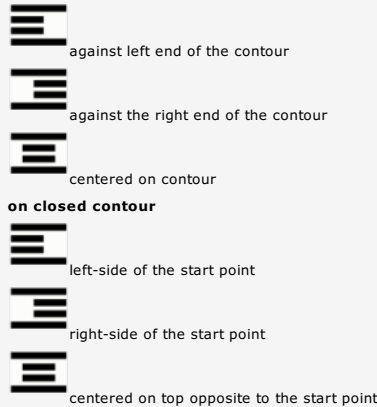 against left end of the contour
against the right end of the contour
centered on contour
on closed contour
left-side of the start point
right-side of the start point
centered on top opposite to the start point